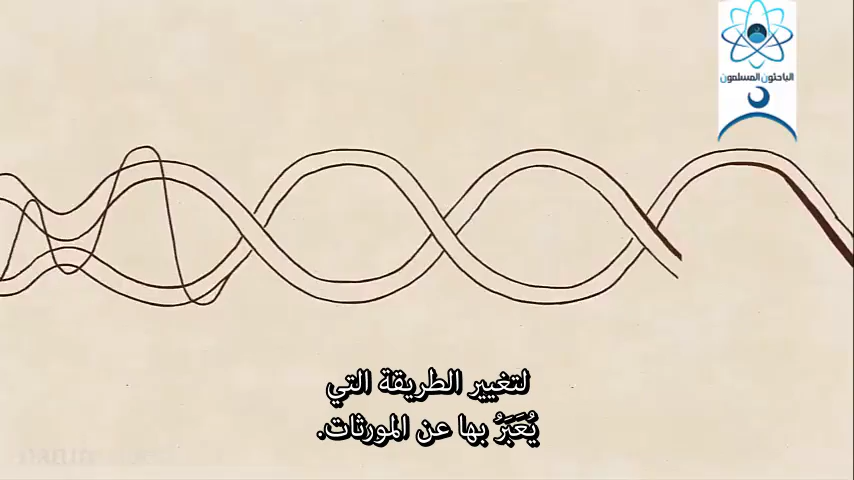 الباحثون المسلمون
لتغيير الطريقة التي
يُعَبَرُ بها عن المورثات.